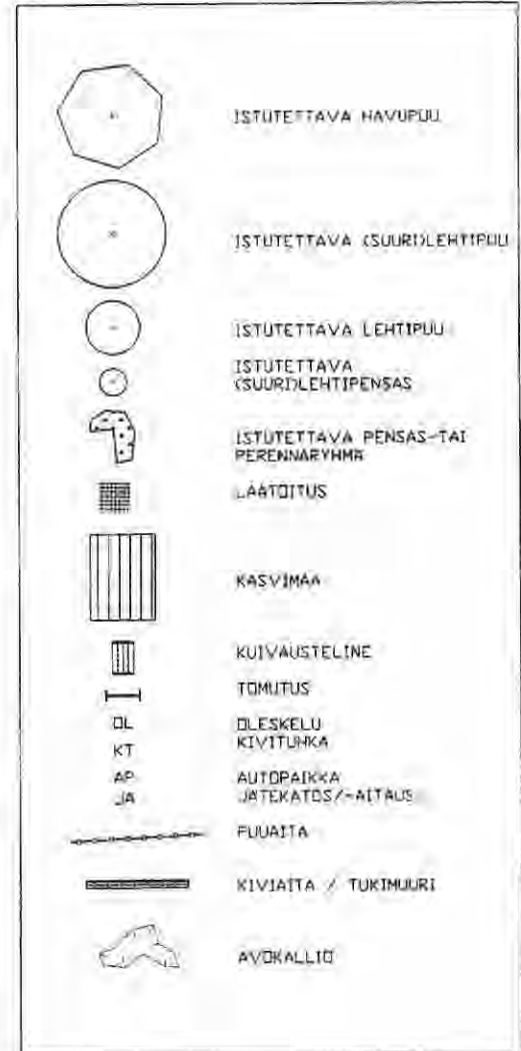 ISTUTETTAVA HAVUPUU
ISTUTETTAVA (SUURI)LEHTIPUU
ISTUTETTAVA LEHTIPUU
ISTUTETTAVA
(SUURI)LEHTIPENSAS
ISTUTETTAVA PENSAS-TAI
PERENNARYHMÄ
LAATOITUS
KASVIMAA
KUIVAUSTELINE
TOMUTUS
OL OLESKELU
KT KIVITUHKA
AP AUTOPAIKKA
JA JÄTEKATOS/-AITAUS
PUUAITA
KIVIAITA / TUKIMUURI
AVOKALLIO